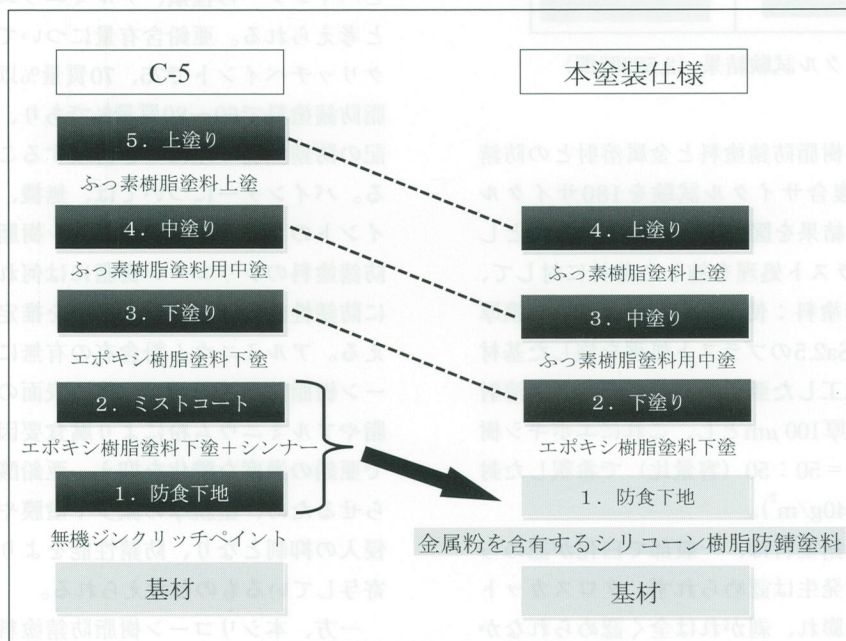 C-5
5．上塗り
ふっ素樹脂塗料上塗
4．中塗り
ふっ素樹脂塗料用中塗
3．下塗り
エポキシ樹脂塗料下塗
2．ミストコート
エポキシ樹脂塗料下塗＋シンナー
1．防食下地
無機ジンクリッチペイント
基材
本塗装仕様
4．上塗り
ふっ素樹脂塗料上塗
3．中塗り
ふっ素樹脂塗料用中塗
2．下塗り
エポキシ樹脂塗料下塗
1．防食下地
金属粉を含有するシリコーン樹脂防錆塗料
基材